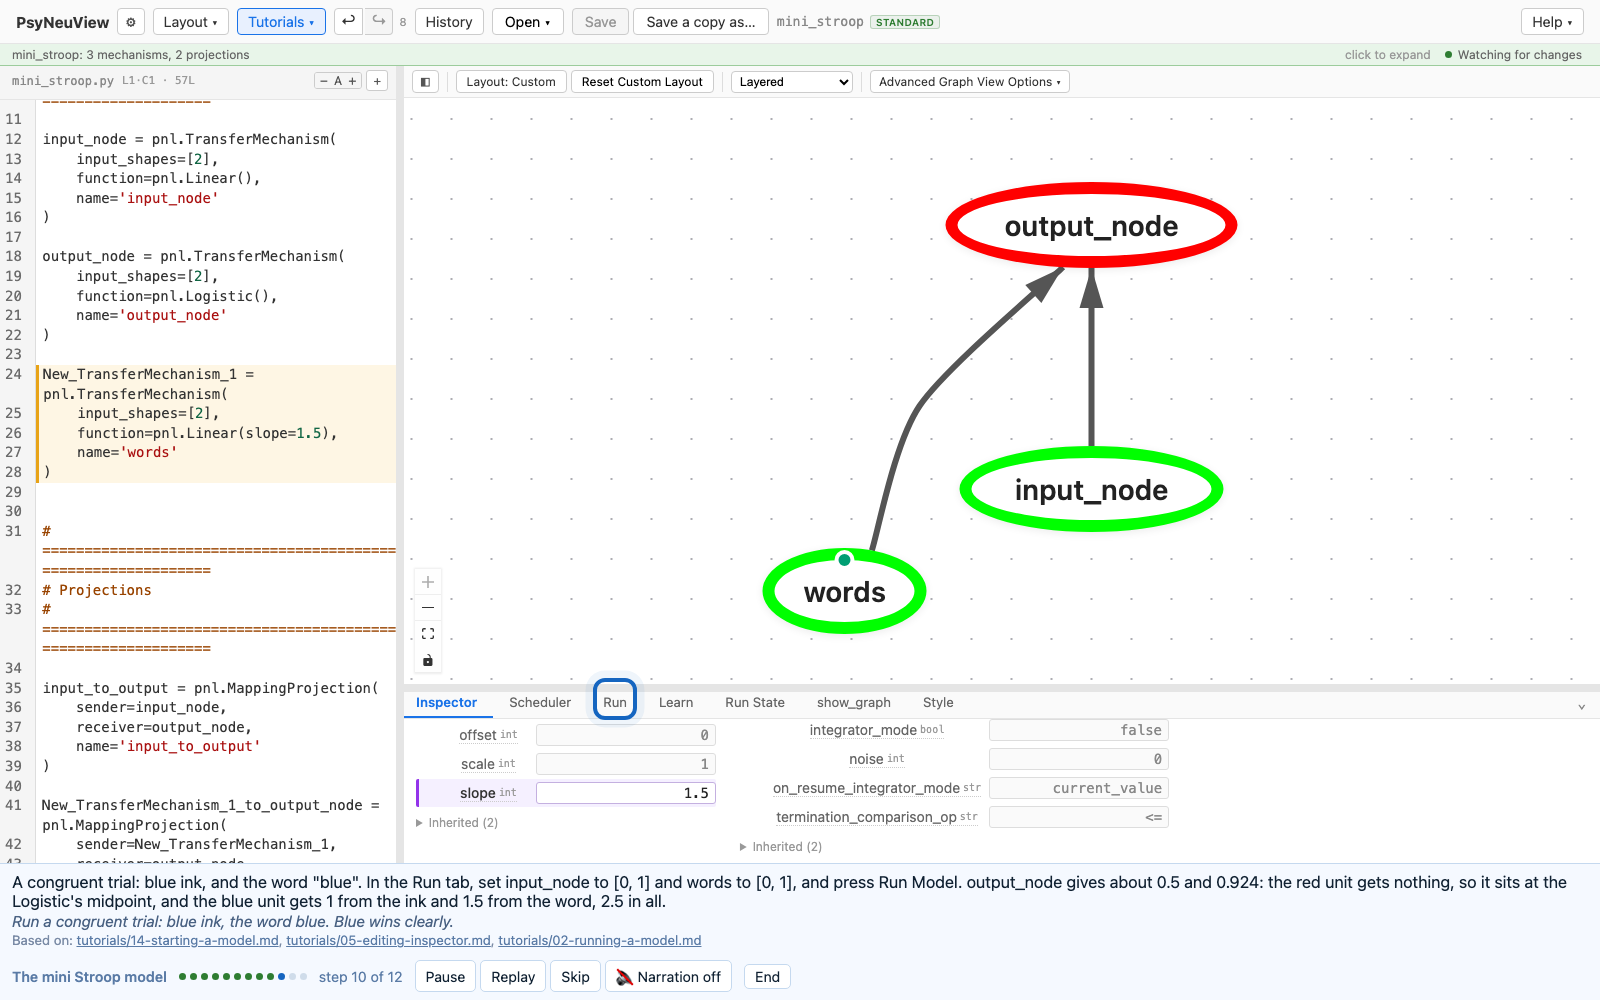 PsyNeuView ⚙ Layout ▾ Tutorials ▾ ↩ ↪ 8 History Open ▾ Save Save a copy as... mini_stroop STANDARD Help ▾
mini_stroop: 3 mechanisms, 2 projections click to expand ● Watching for changes
mini_stroop.py L1:C1 · 57L − A + +
Layout: Custom Reset Custom Layout Layered Advanced Graph View Options ▾
====================
11
12 input_node = pnl.TransferMechanism(
13 input_shapes=[2],
14 function=pnl.Linear(),
15 name='input_node'
16 )
17
18 output_node = pnl.TransferMechanism(
19 input_shapes=[2],
20 function=pnl.Logistic(),
21 name='output_node'
22 )
23
24 New_TransferMechanism_1 =
pnl.TransferMechanism(
25 input_shapes=[2],
26 function=pnl.Linear(slope=1.5),
27 name='words'
28 )
29
30
31 #
==========================================
====================
32 # Projections
33 #
==========================================
====================
34
35 input_to_output = pnl.MappingProjection(
36 sender=input_node,
37 receiver=output_node,
38 name='input_to_output'
39 )
40
41 New_TransferMechanism_1_to_output_node =
pnl.MappingProjection(
42 sender=New_TransferMechanism_1,
43 receiver=output_node,
output_node
input_node
words
Inspector Scheduler Run Learn Run State show_graph Style
offset int 0
scale int 1
slope int 1.5
▶ Inherited (2)
integrator_mode bool false
noise int 0
on_resume_integrator_mode str current_value
termination_comparison_op str <=
▶ Inherited (2)
A congruent trial: blue ink, and the word "blue". In the Run tab, set input_node to [0, 1] and words to [0, 1], and press Run Model. output_node gives about 0.5 and 0.924: the red unit gets nothing, so it sits at the
Logistic's midpoint, and the blue unit gets 1 from the ink and 1.5 from the word, 2.5 in all.
Run a congruent trial: blue ink, the word blue. Blue wins clearly.
Based on: tutorials/14-starting-a-model.md, tutorials/05-editing-inspector.md, tutorials/02-running-a-model.md
The mini Stroop model step 10 of 12 Pause Replay Skip Narration off End